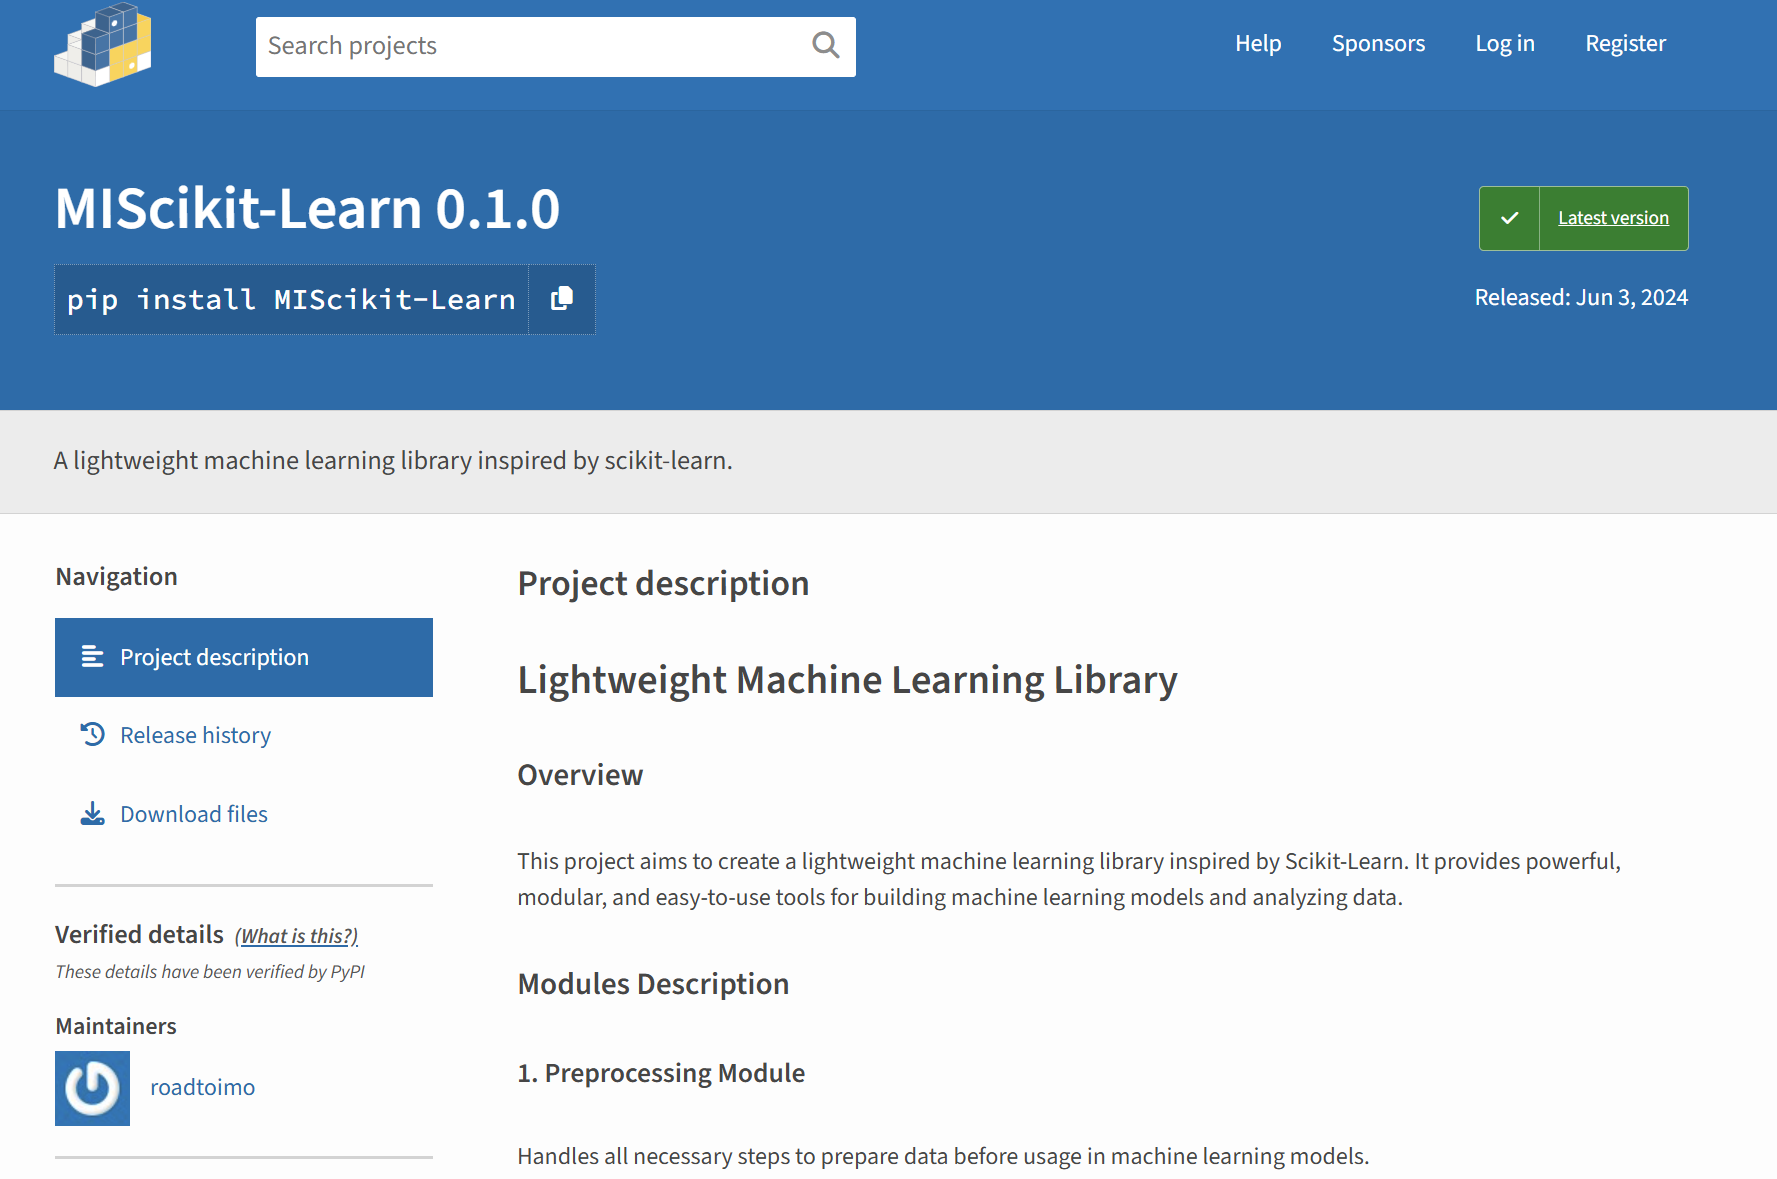 Search projects
Help
Sponsors
Log in
Register
MIScikit-Learn 0.1.0
Latest version
pip install MIScikit-Learn
Released: Jun 3, 2024
A lightweight machine learning library inspired by scikit-learn.
Navigation
Project description
Release history
Download files
Verified details (What is this?)
These details have been verified by PyPI
Maintainers
roadtoimo
Project description
Lightweight Machine Learning Library
Overview
This project aims to create a lightweight machine learning library inspired by Scikit-Learn. It provides powerful,
modular, and easy-to-use tools for building machine learning models and analyzing data.
Modules Description
1. Preprocessing Module
Handles all necessary steps to prepare data before usage in machine learning models.